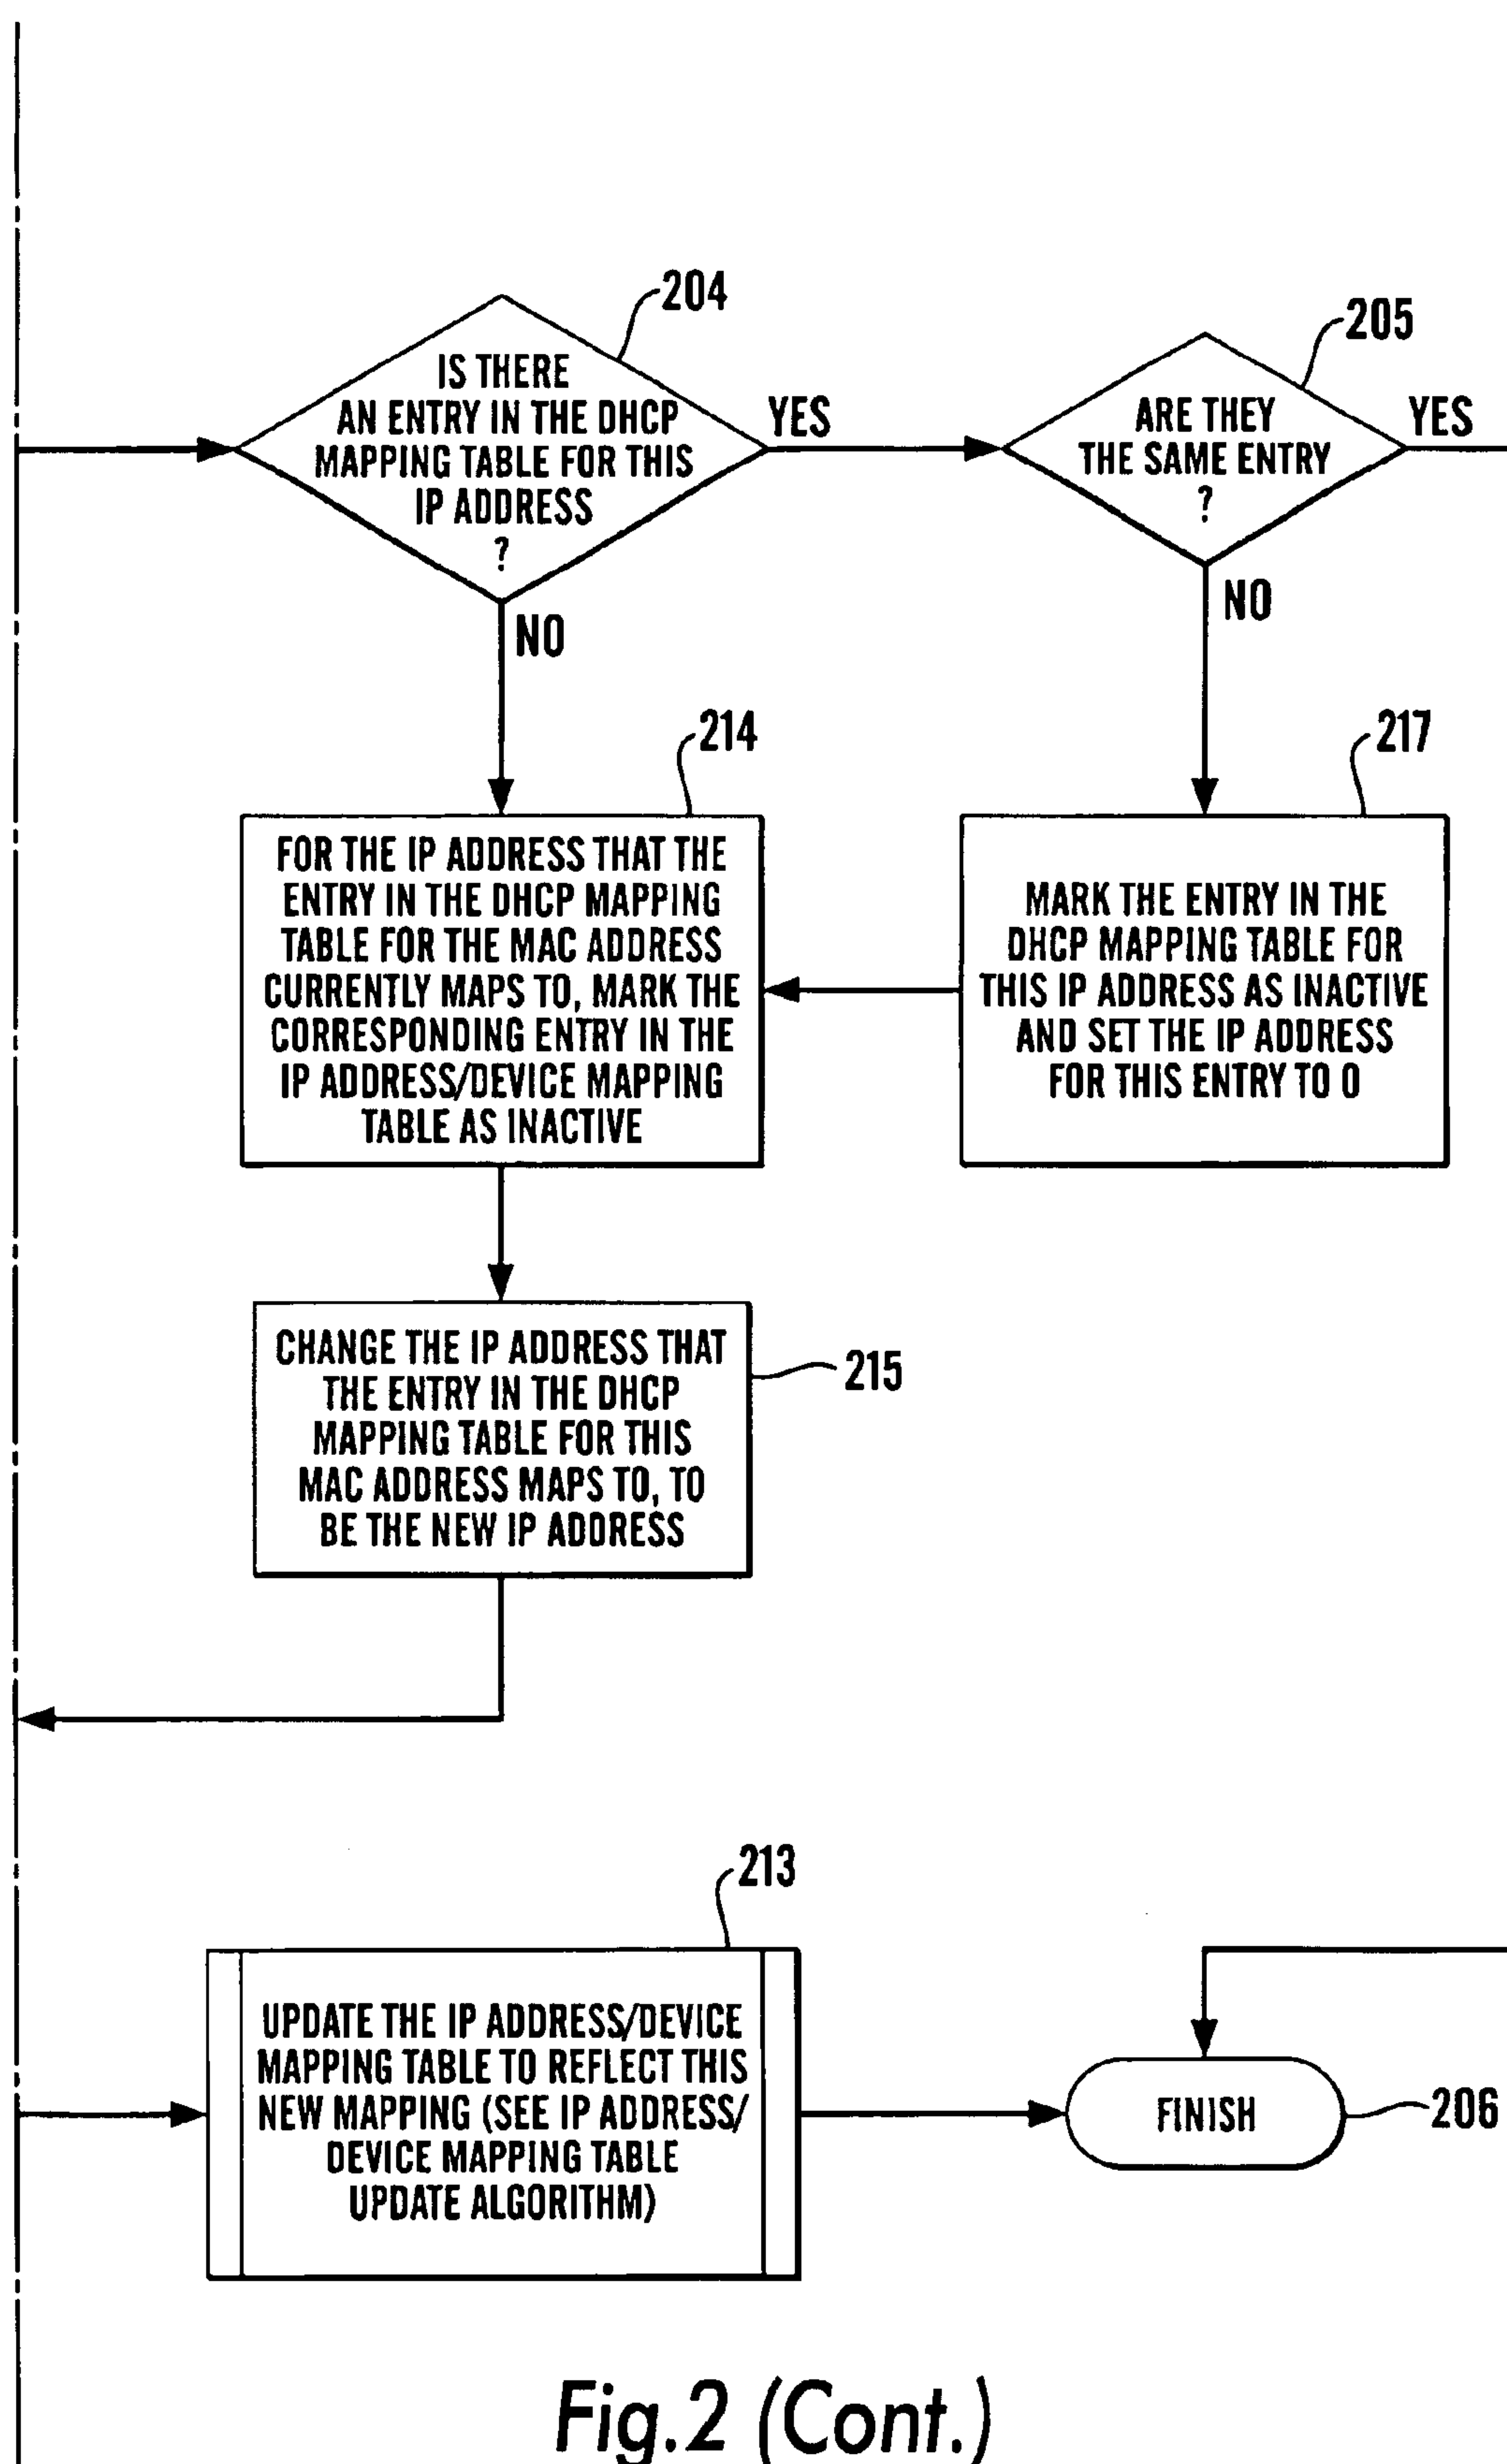 204
IS THERE
AN ENTRY IN THE DHCP
MAPPING TABLE FOR THIS
IP ADDRESS
?
YES
NO
205
ARE THEY
THE SAME ENTRY
?
YES
NO
214
FOR THE IP ADDRESS THAT THE
ENTRY IN THE DHCP MAPPING
TABLE FOR THE MAC ADDRESS
CURRENTLY MAPS TO, MARK THE
CORRESPONDING ENTRY IN THE
IP ADDRESS/DEVICE MAPPING
TABLE AS INACTIVE
217
MARK THE ENTRY IN THE
DHCP MAPPING TABLE FOR
THIS IP ADDRESS AS INACTIVE
AND SET THE IP ADDRESS
FOR THIS ENTRY TO 0
CHANGE THE IP ADDRESS THAT
THE ENTRY IN THE DHCP
MAPPING TABLE FOR THIS
MAC ADDRESS MAPS TO, TO
BE THE NEW IP ADDRESS
215
213
UPDATE THE IP ADDRESS/DEVICE
MAPPING TABLE TO REFLECT THIS
NEW MAPPING (SEE IP ADDRESS/
DEVICE MAPPING TABLE
UPDATE ALGORITHM)
FINISH
206
Fig.2 (Cont.)